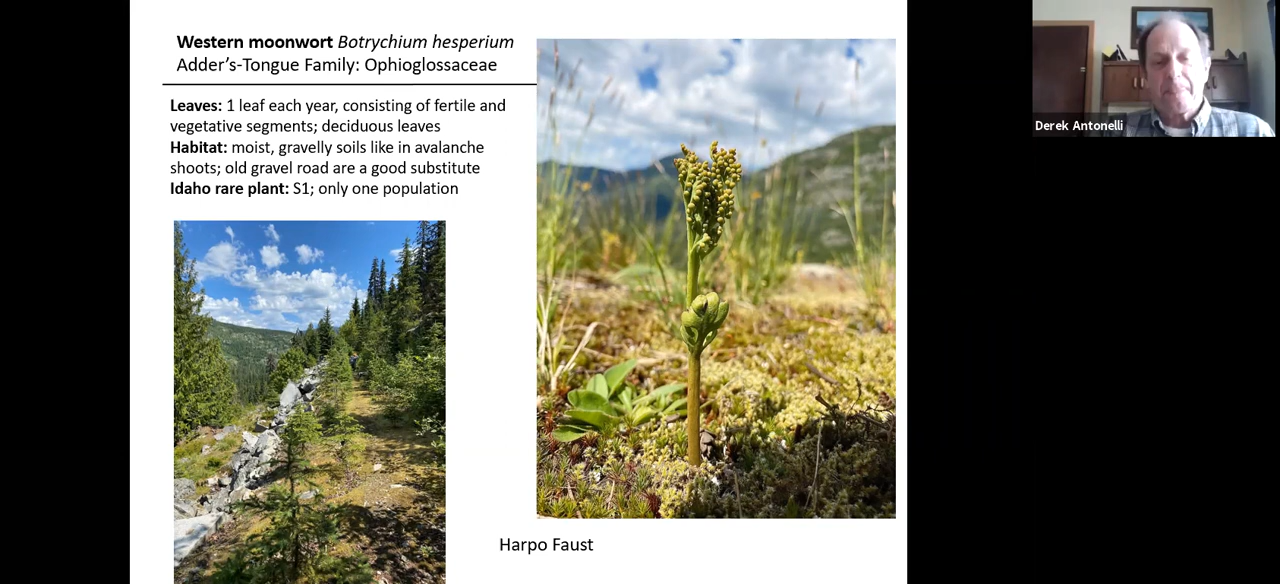 Western moonwort Botrychium hesperium
Adder’s-Tongue Family: Ophioglossaceae
Leaves: 1 leaf each year, consisting of fertile and
vegetative segments; deciduous leaves
Habitat: moist, gravelly soils like in avalanche
shoots; old gravel road are a good substitute
Idaho rare plant: S1; only one population
Harpo Faust
Derek Antonelli